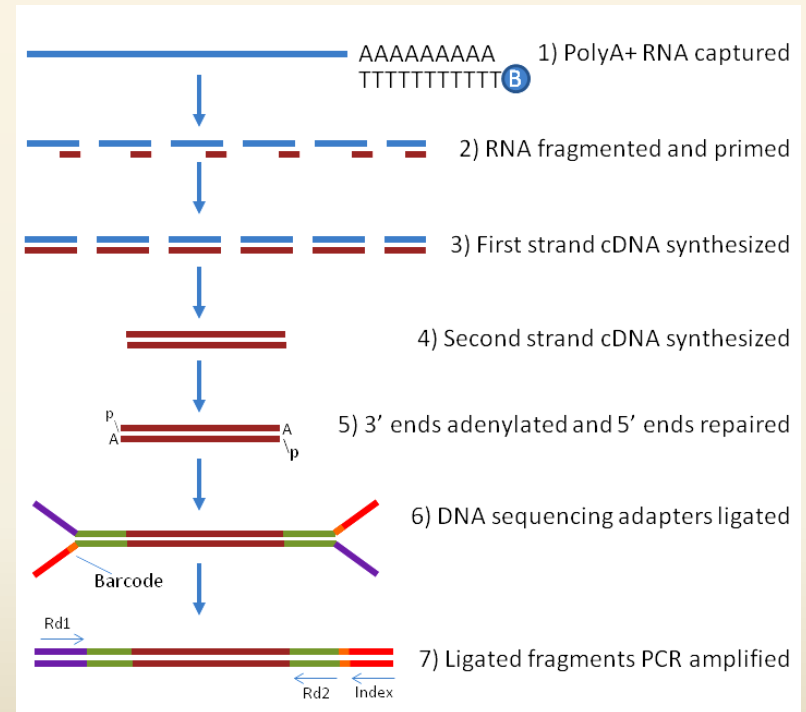 AAAAAAAAA
1) PolyA+ RNA captured
TTTTTTTTTTT B
2) RNA fragmented and primed
3) First strand cDNA synthesized
4) Second strand cDNA synthesized
p
5) 3’ ends adenylated and 5’ ends repaired
A
A
p
6) DNA sequencing adapters ligated
Barcode
Rd1
7) Ligated fragments PCR amplified
Rd2 Index